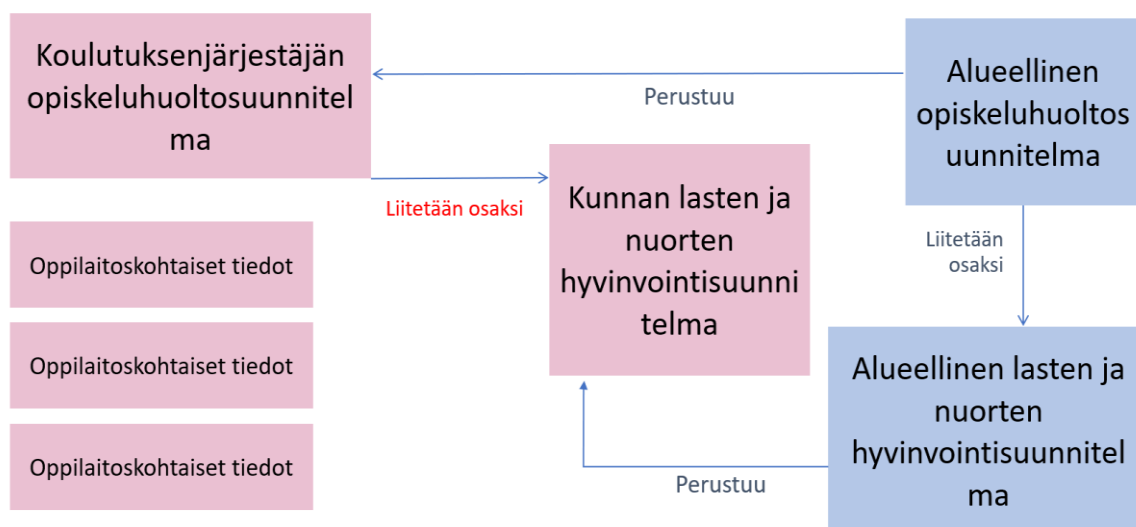 Koulutuksenjärjestäjän
opiskeluhuoltosuunnitel
ma
Perustuu
Alueellinen
opiskeluhuoltos
uunnitelma
Liitetään osaksi
Kunnan lasten ja
nuorten
hyvinvointisuunni
telma
Liitetään
osaksi
Oppilaitoskohtaiset tiedot
Oppilaitoskohtaiset tiedot
Oppilaitoskohtaiset tiedot
Alueellinen lasten ja
nuorten
hyvinvointisuunnitel
ma
Perustuu